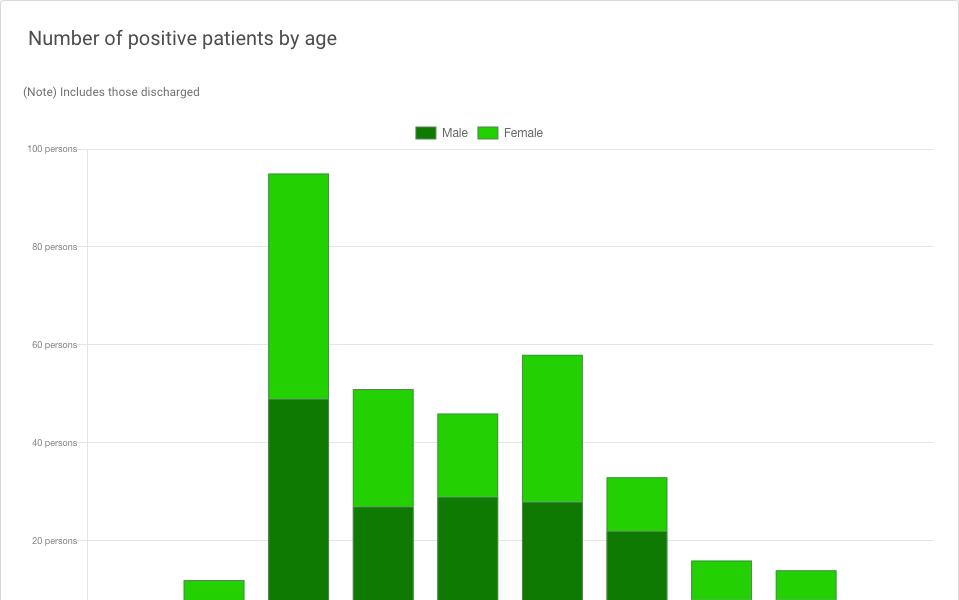 Number of positive patients by age
(Note) Includes those discharged
Male Female
100 persons
80 persons
60 persons
40 persons
20 persons